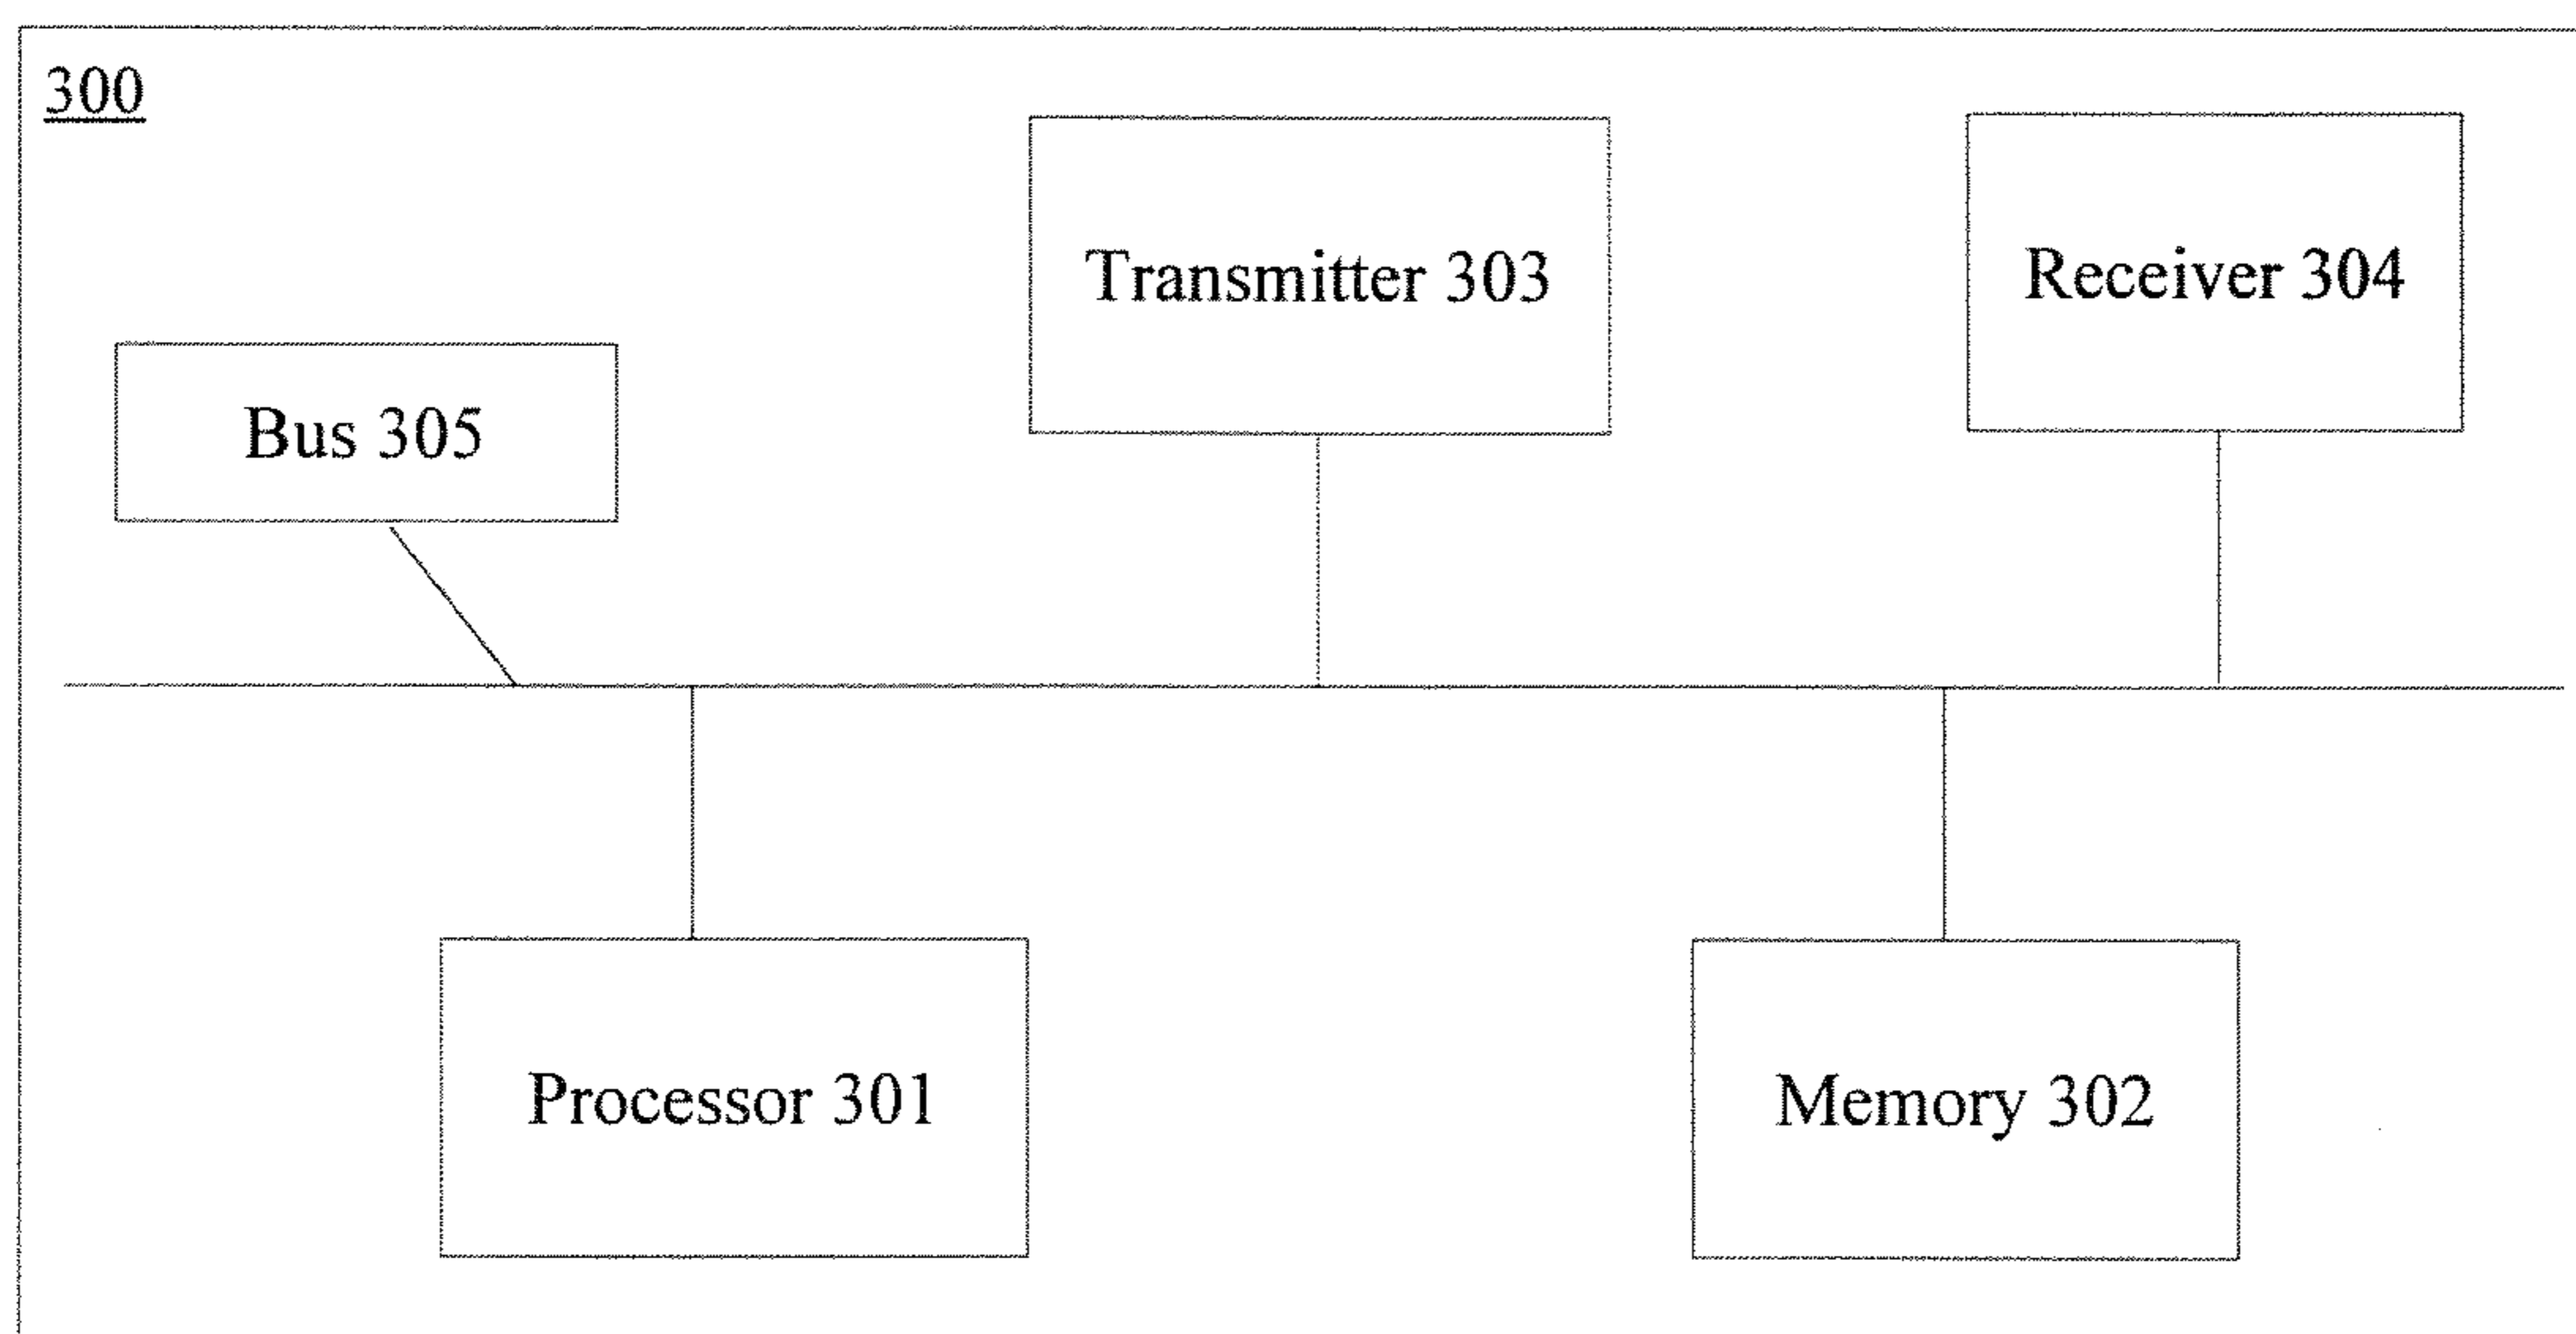 300
Transmitter 303
Receiver 304
Bus 305
Processor 301
Memory 302